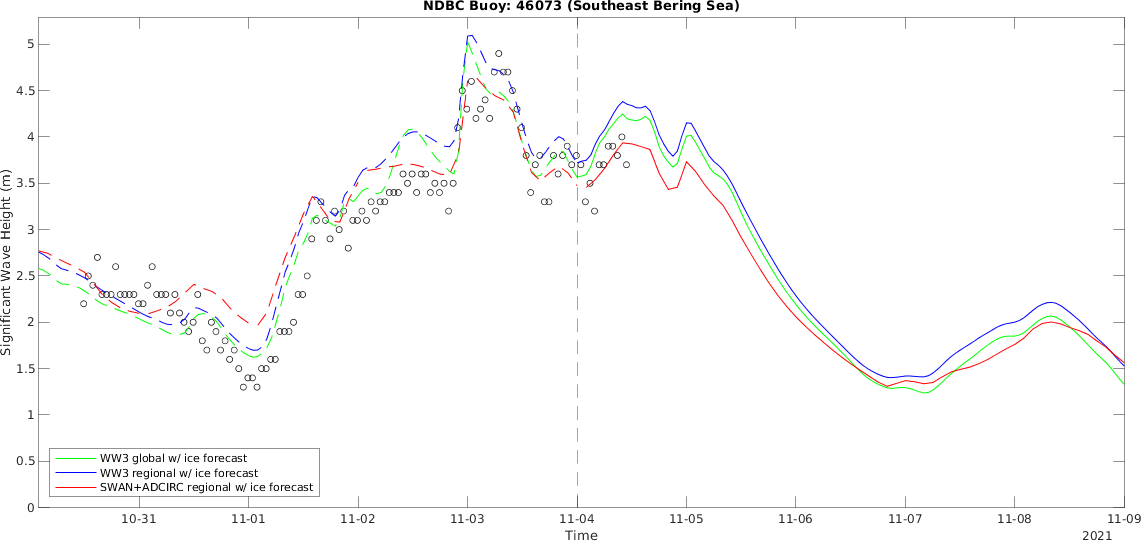 NDBC Buoy: 46073 (Southeast Bering Sea)
Significant Wave Height (m)
5
4.5
4
3.5
3
2.5
2
1.5
1
0.5
0
WW3 global w/ ice forecast
WW3 regional w/ ice forecast
SWAN+ADCIRC regional w/ ice forecast
10-31 11-01 11-02 11-03 11-04 11-05 11-06 11-07 11-08 11-09
Time
2021